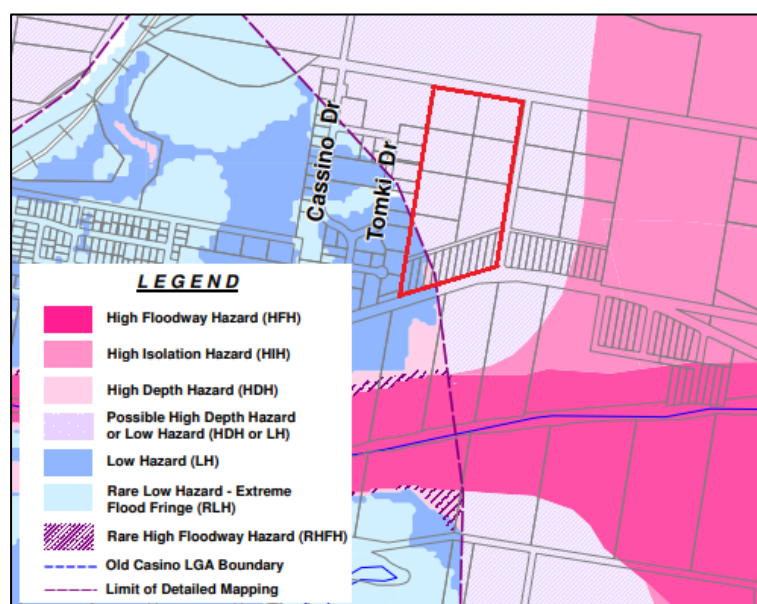 Cassino Dr
Tomki Dr
LEGEND
High Floodway Hazard (HFH)
High Isolation Hazard (HIH)
High Depth Hazard (HDH)
Possible High Depth Hazard
or Low Hazard (HDH or LH)
Low Hazard (LH)
Rare Low Hazard - Extreme
Flood Fringe (RLH)
Rare High Floodway Hazard (RHFH)
Old Casino LGA Boundary
Limit of Detailed Mapping